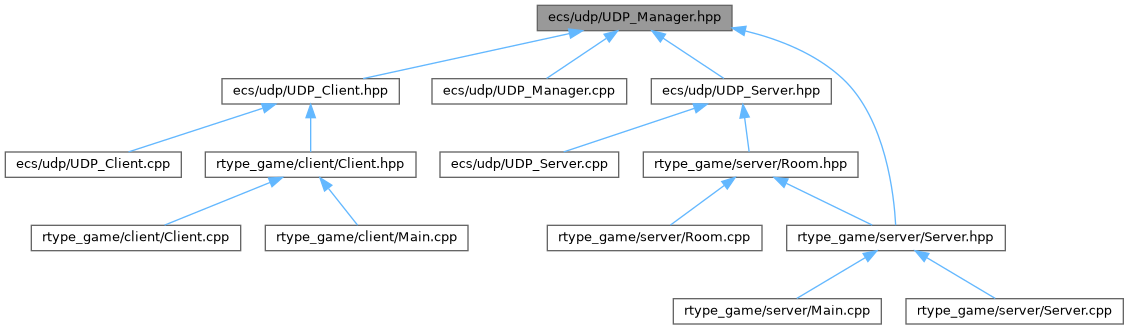 ecs/udp/UDP_Manager.hpp
ecs/udp/UDP_Client.hpp
ecs/udp/UDP_Manager.cpp
ecs/udp/UDP_Server.hpp
ecs/udp/UDP_Client.cpp
rtype_game/client/Client.hpp
ecs/udp/UDP_Server.cpp
rtype_game/server/Room.hpp
rtype_game/client/Client.cpp
rtype_game/client/Main.cpp
rtype_game/server/Room.cpp
rtype_game/server/Server.hpp
rtype_game/server/Main.cpp
rtype_game/server/Server.cpp